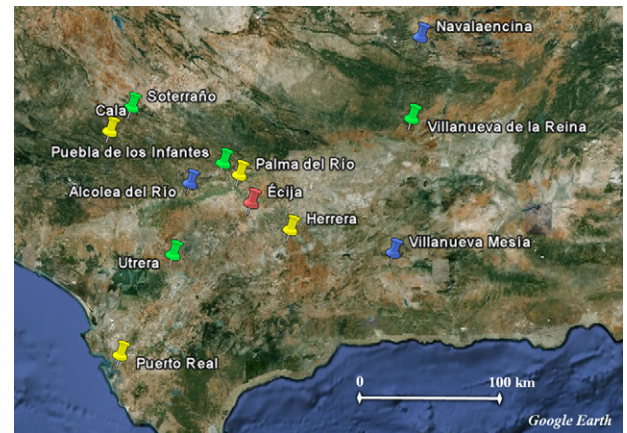 Navalaencina
Soterraño
Cala
Villanueva de la Reina
Puebla de los Infantes
Palma del Río
Alcolea del Río
Écija
Herrera
Villanueva Mesía
Utrera
Puerto Real
0 100 km
Google Earth